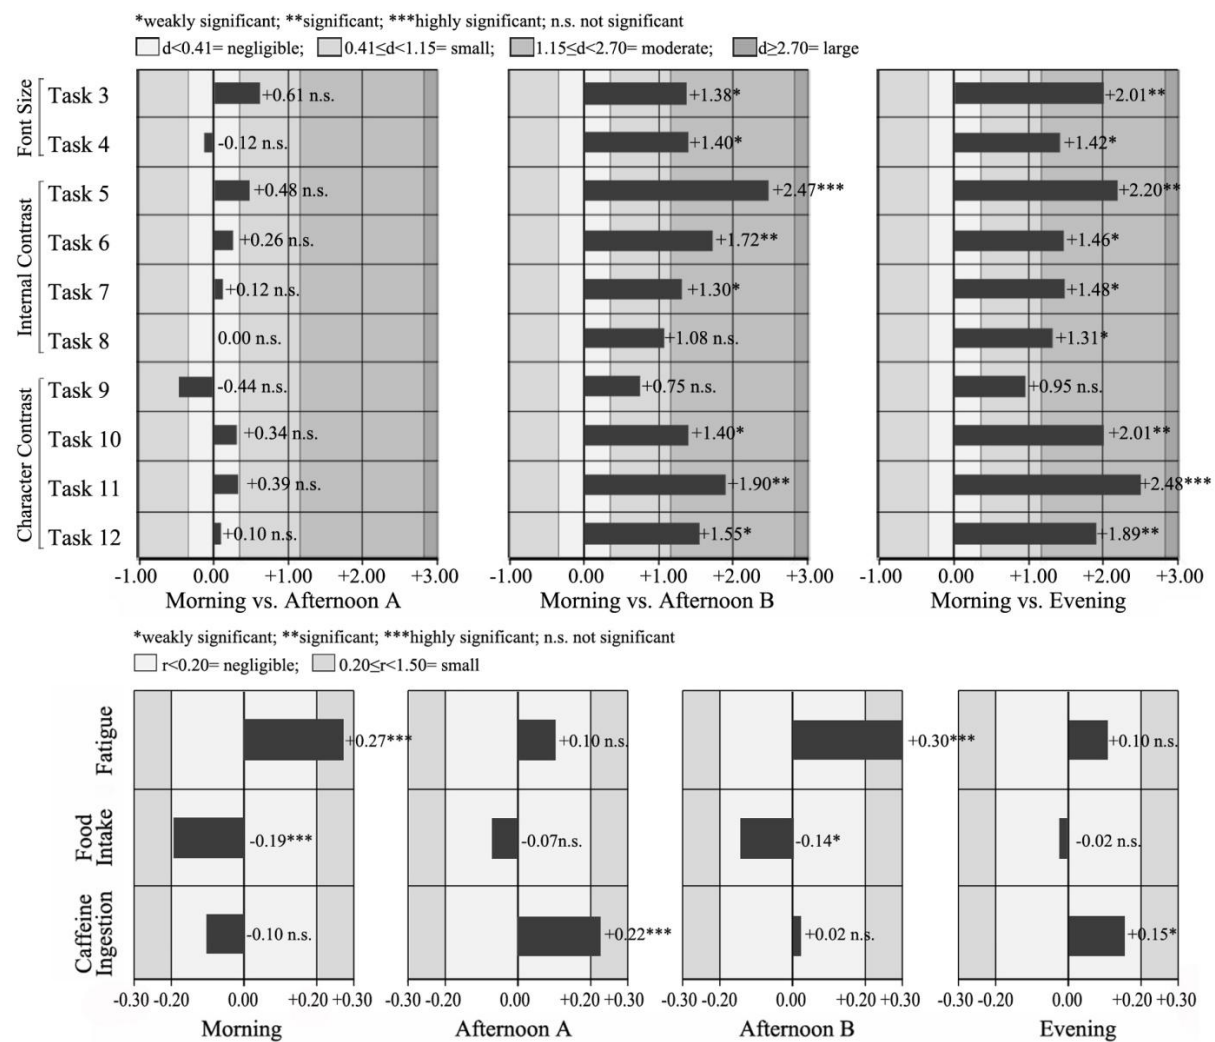 *weakly significant; **significant; ***highly significant; n.s. not significant
d<0.41= negligible; 0.41≤d<1.15= small; 1.15≤d<2.70= moderate; d≥2.70= large
Font Size
Task 3 +0.61 n.s. +1.38* +2.01**
Task 4 -0.12 n.s. +1.40* +1.42*
Internal Contrast
Task 5 +0.48 n.s. +2.47*** +2.20**
Task 6 +0.26 n.s. +1.72** +1.46*
Task 7 +0.12 n.s. +1.30* +1.48*
Task 8 0.00 n.s. +1.08 n.s. +1.31*
Character Contrast
Task 9 -0.44 n.s. +0.75 n.s. +0.95 n.s.
Task 10 +0.34 n.s. +1.40* +2.01**
Task 11 +0.39 n.s. +1.90** +2.48***
Task 12 +0.10 n.s. +1.55* +1.89**
-1.00 0.00 +1.00 +2.00 +3.00 -1.00 0.00 +1.00 +2.00 +3.00 -1.00 0.00 +1.00 +2.00 +3.00
Morning vs. Afternoon A Morning vs. Afternoon B Morning vs. Evening
*weakly significant; **significant; ***highly significant; n.s. not significant
r<0.20= negligible; 0.20≤r<1.50= small
Fatigue +0.27*** +0.10 n.s. +0.30*** +0.10 n.s.
Food
Intake
-0.19*** -0.07n.s. -0.14* -0.02 n.s.
Caffeine
Ingestion
-0.10 n.s. +0.22*** +0.02 n.s. +0.15*
-0.30 -0.20 0.00 +0.20 +0.30 -0.30 -0.20 0.00 +0.20 +0.30 -0.30 -0.20 0.00 +0.20 +0.30 -0.30 -0.20 0.00 +0.20 +0.30
Morning Afternoon A Afternoon B Evening